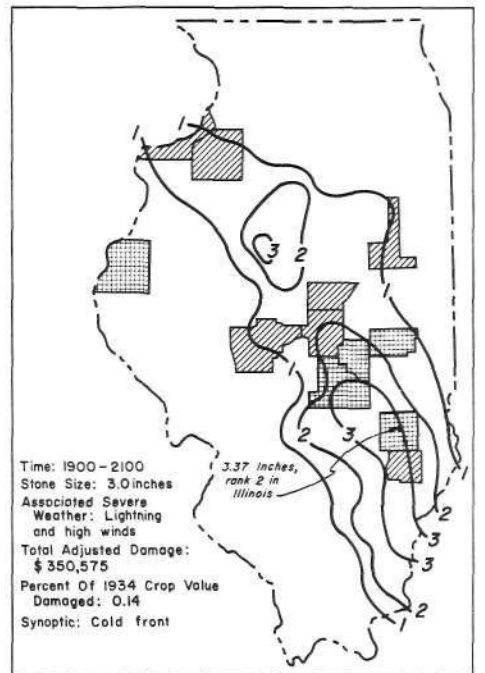 1
1
3
2
1
1
2
3
3.37 Inches,
rank 2 in
Illinois
1
2
3
3
2
1
Time: 1900-2100
Stone Size: 3.0 inches
Associated Severe
Weather: Lightning
and high winds
Total Adjusted Damage:
$350,575
Percent Of 1934 Crop Value
Damaged: 0.14
Synoptic: Cold front